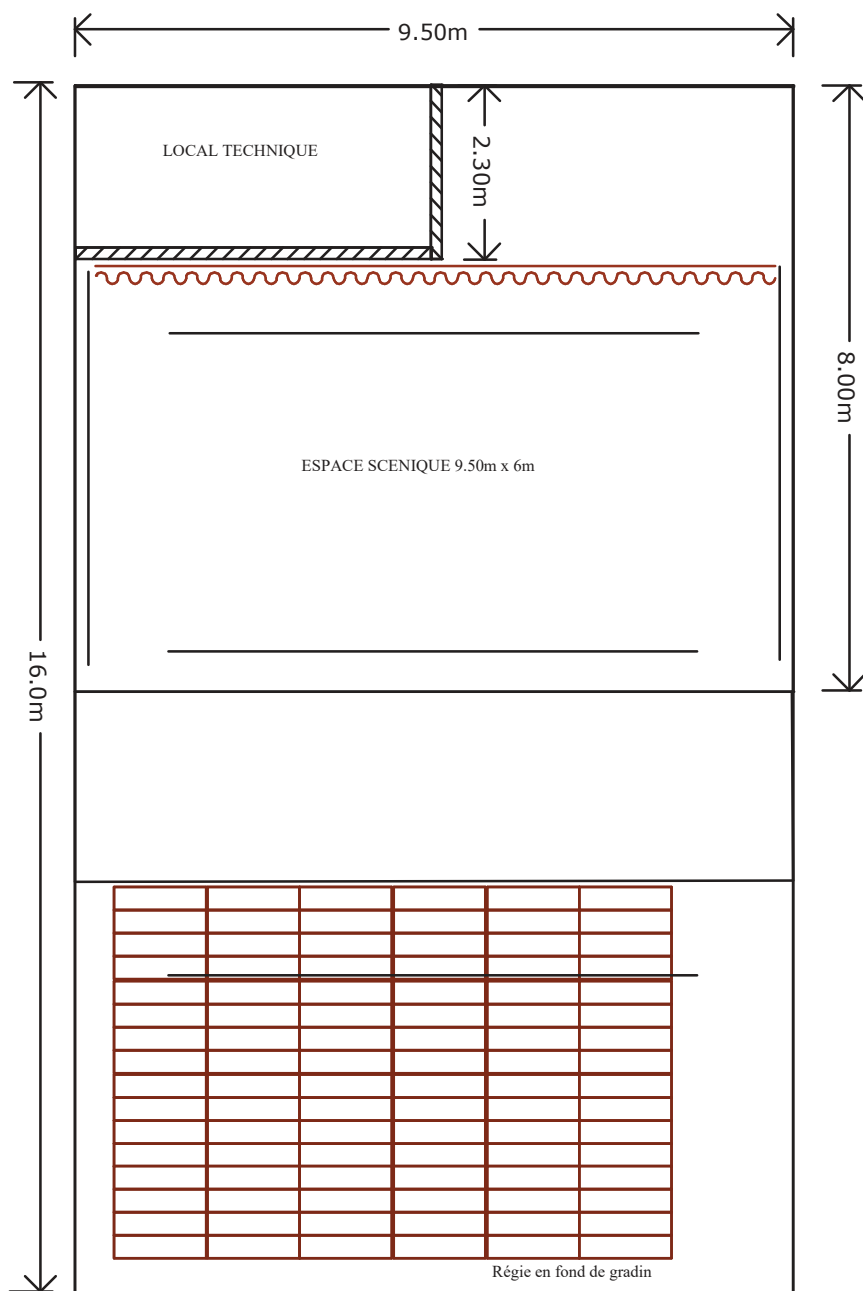 9.50m
LOCAL TECHNIQUE
2.30m
8.00m
ESPACE SCENIQUE 9.50m x 6m
16.0m
Régie en fond de gradin